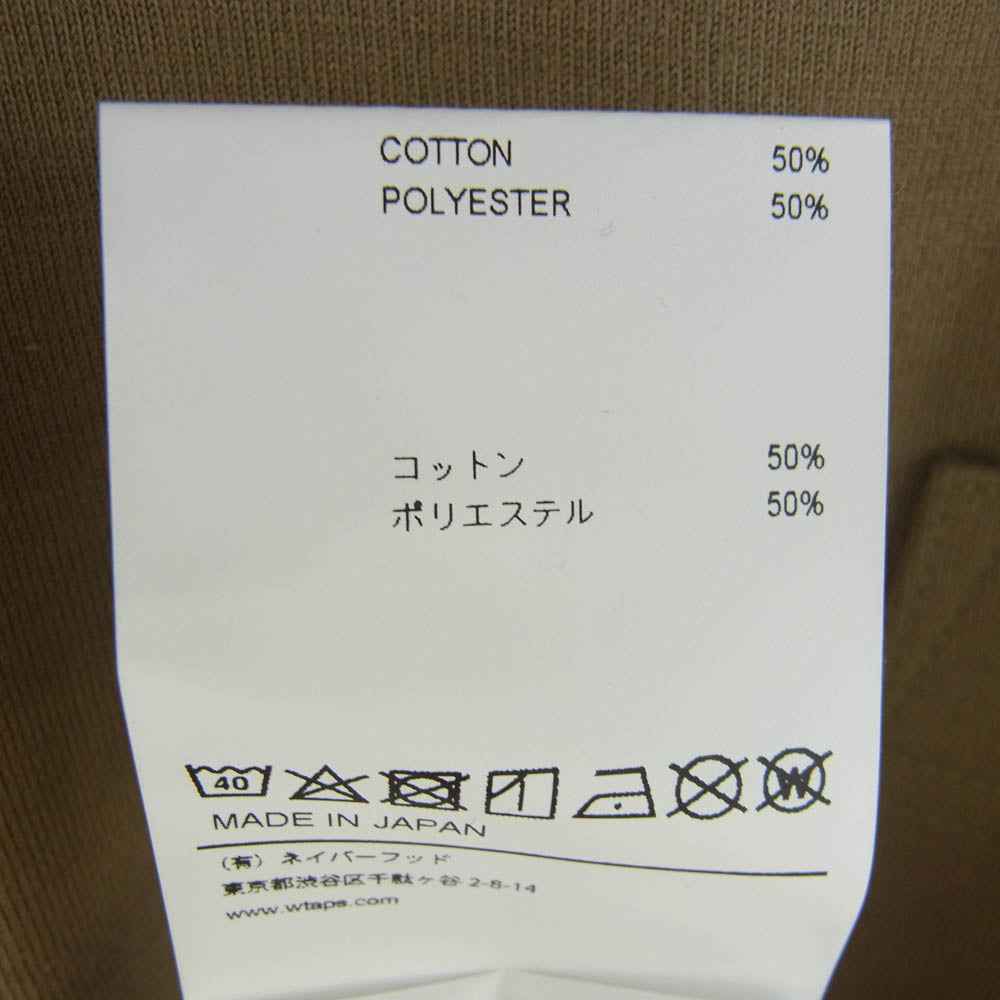 COTTON 50%
POLYESTER 50%
コットン 50%
ポリエステル 50%
40 W
MADE IN JAPAN
(有) ネイバーフッド
東京都渋谷区千駄ヶ谷 2-8-14
www.wtaps.com